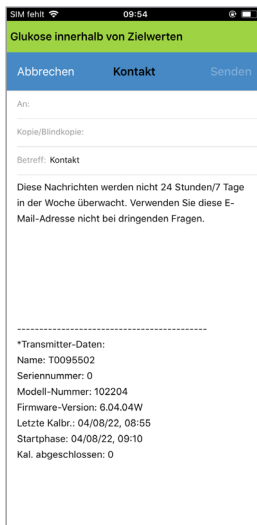 SIM fehlt 09:54
Glukose innerhalb von Zielwerten
Abbrechen Kontakt Senden
An:
Kopie/Blindkopie:
Betreff: Kontakt
Diese Nachrichten werden nicht 24 Stunden/7 Tage
in der Woche überwacht. Verwenden Sie diese E-
Mail-Adresse nicht bei dringenden Fragen.
--------------------------------------------
*Transmitter-Daten:
Name: T0095502
Seriennummer: 0
Modell-Nummer: 102204
Firmware-Version: 6.04.04W
Letzte Kalbr.: 04/08/22, 08:55
Startphase: 04/08/22, 09:10
Kal. abgeschlossen: 0